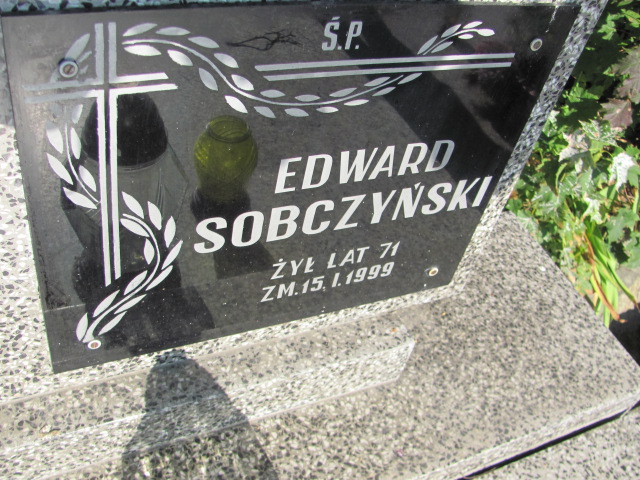 Ś.P.
EDWARD
SOBCZYŃSKI
ŻYŁ LAT 71
ZM. 15. I. 1999